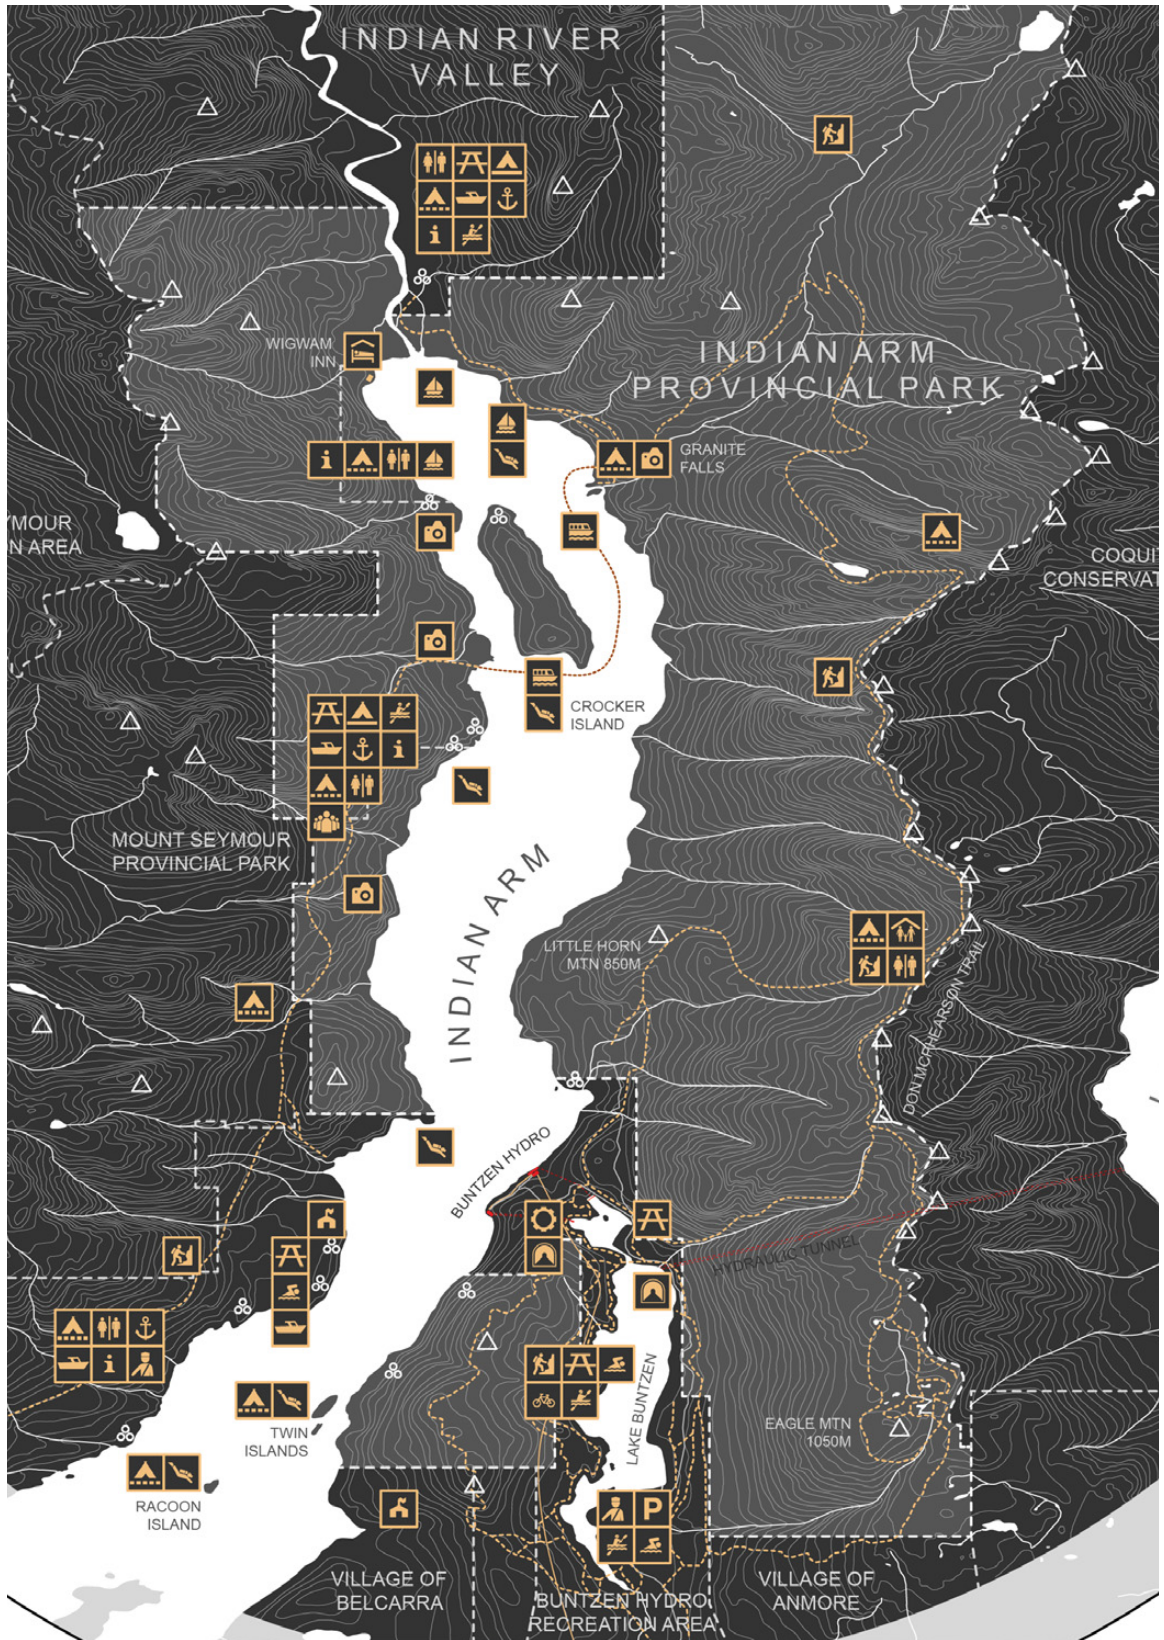 INDIAN RIVER
VALLEY
WIGWAM
INN
INDIAN ARM
PROVINCIAL PARK
GRANITE
FALLS
YMOUR
N AREA
COQUIT
CONSERVAT
CROCKER
ISLAND
MOUNT SEYMOUR
PROVINCIAL PARK
INDIAN ARM
LITTLE HORN
MTN 850M
DON MCPHEARSON TRAIL
BUNTZEN HYDRO
HYDRAULIC TUNNEL
LAKE BUNTZEN
TWIN
ISLANDS
EAGLE MTN
1050M
RACOON
ISLAND
P
VILLAGE OF
BELCARRA
BUNTZEN HYDRO
RECREATION AREA
VILLAGE OF
ANMORE